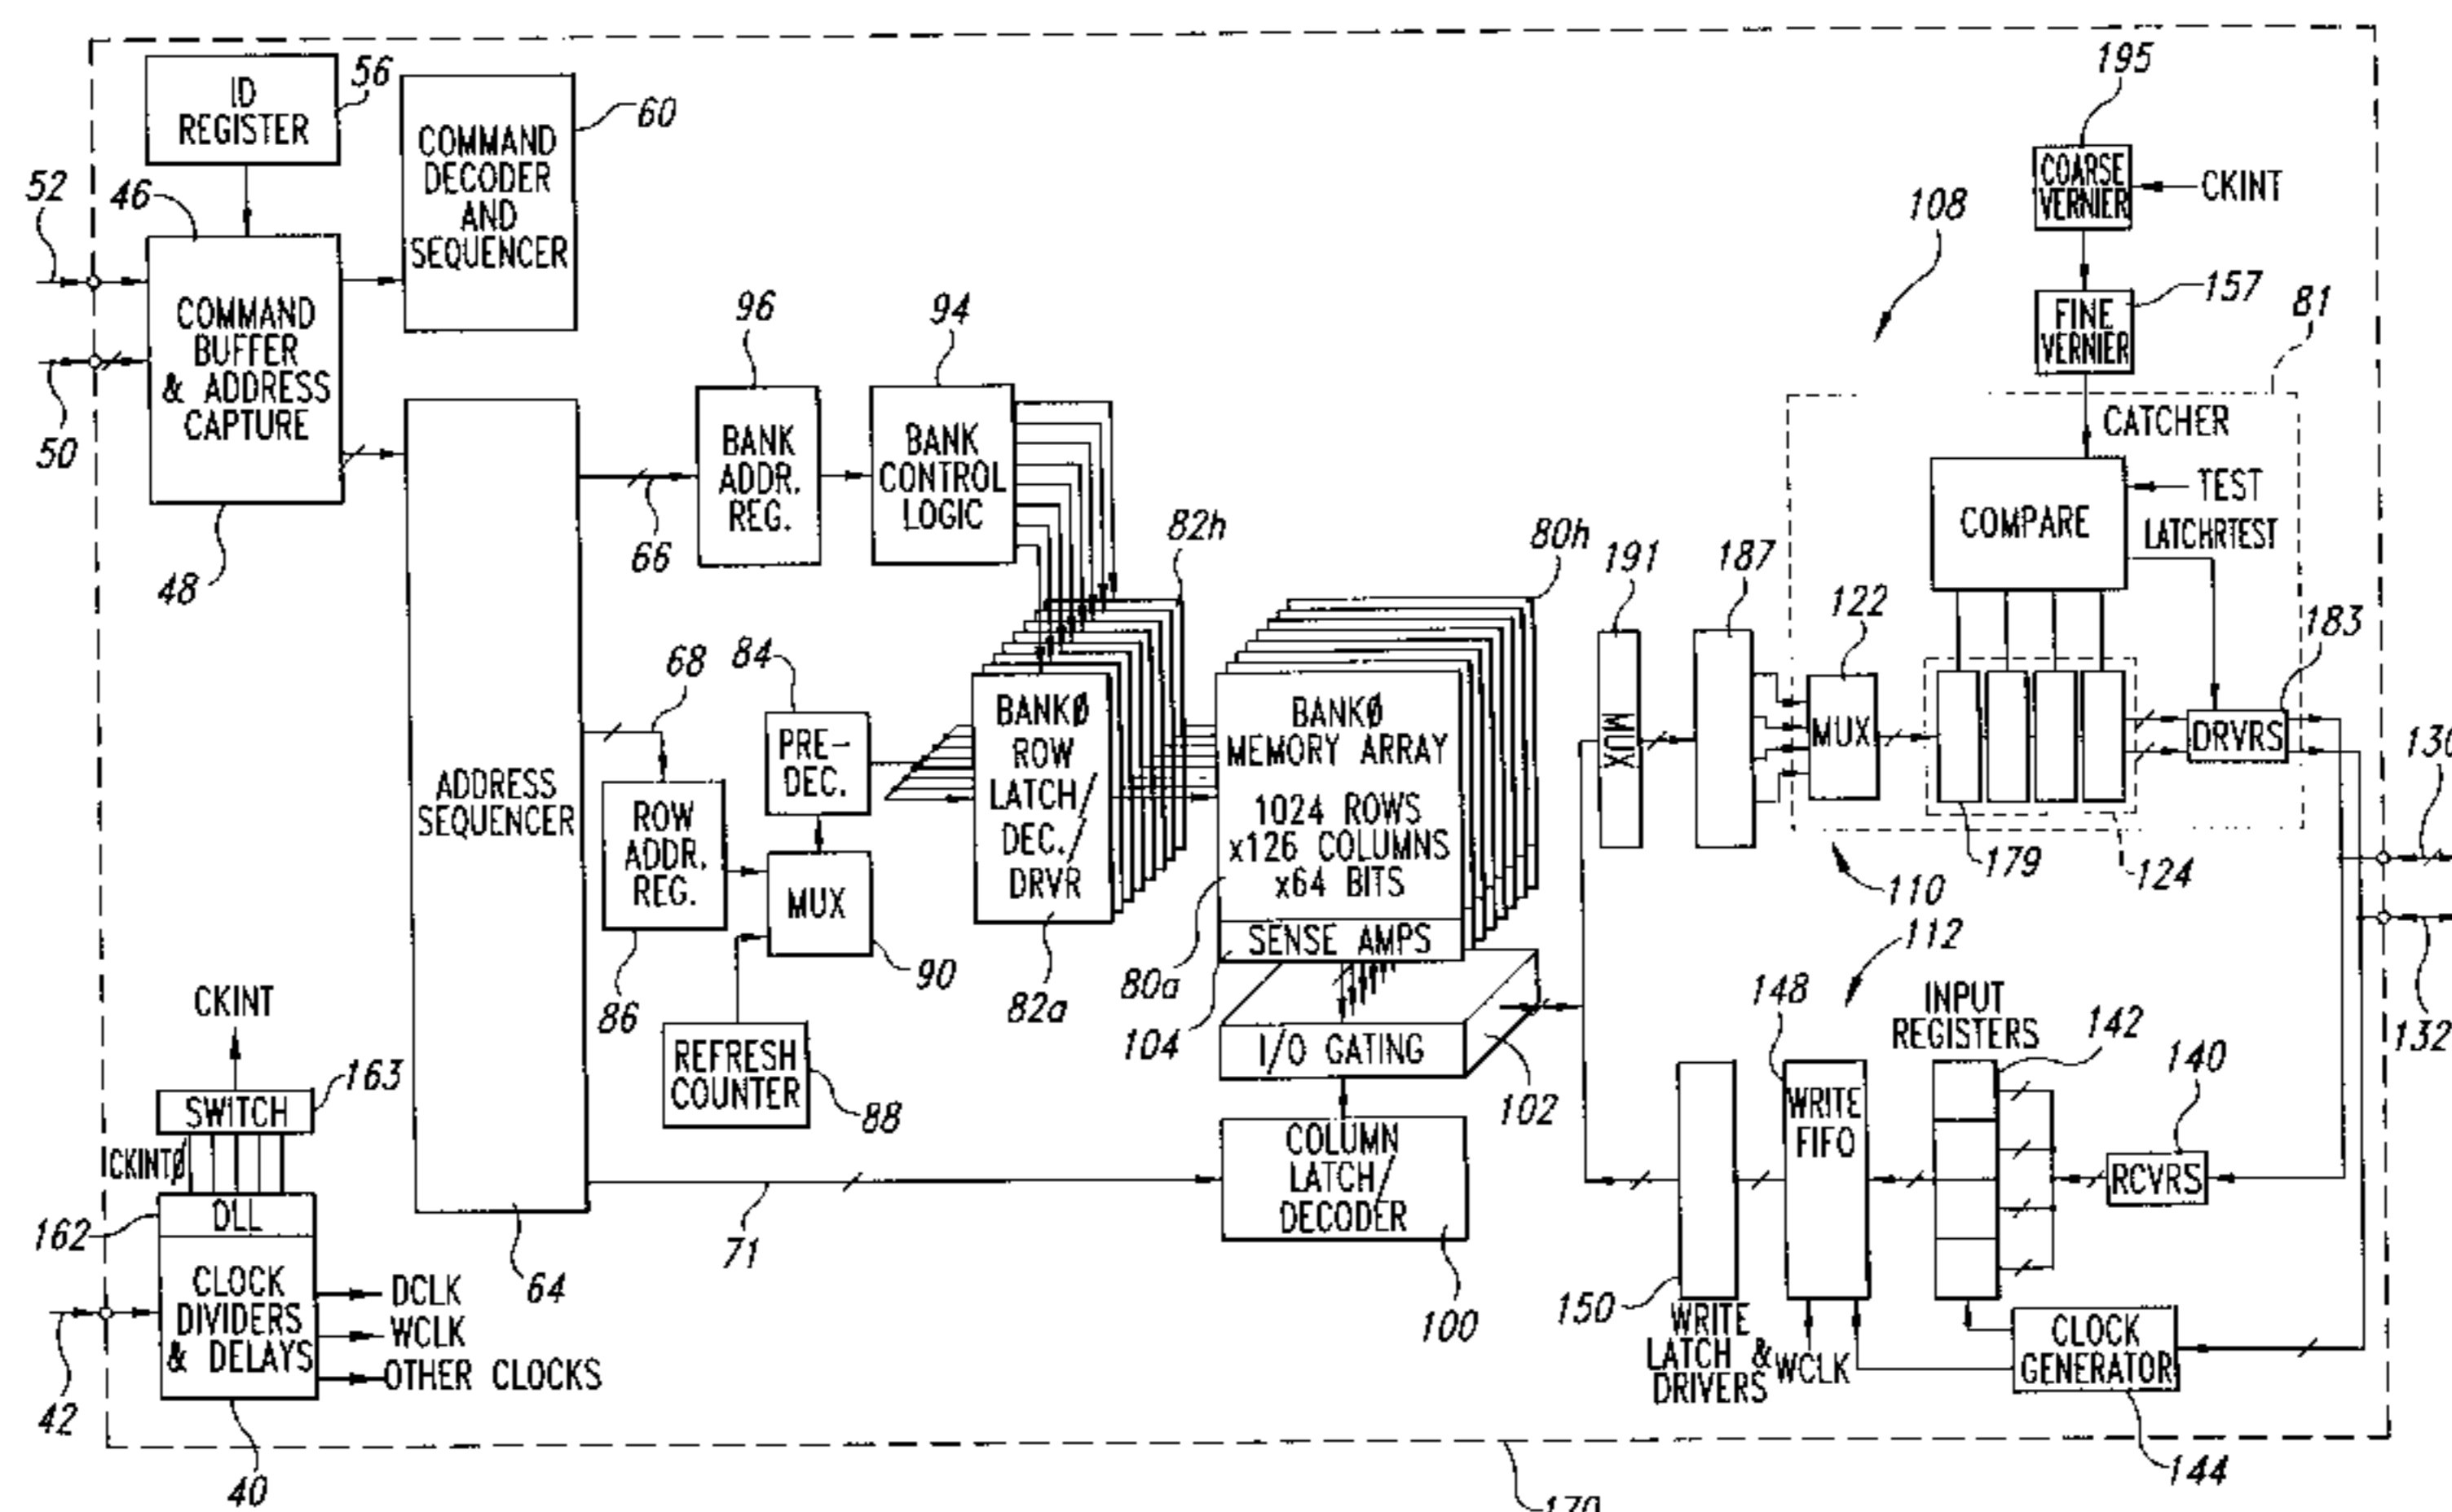 ID
REGISTER
56
COMMAND
DECODER
AND
SEQUENCER
60
52
46
COMMAND
BUFFER
& ADDRESS
CAPTURE
50
48
ADDRESS
SEQUENCER
64
96
BANK
ADDR.
REG.
66
94
BANK
CONTROL
LOGIC
68
84
PRE-
DEC.
ROW
ADDR.
REG.
86
MUX
90
REFRESH
COUNTER
88
82h
BANKØ
ROW
LATCH/
DEC./
DRVR
82a
80h
BANKØ
MEMORY ARRAY
1024 ROWS
x126 COLUMNS
x64 BITS
SENSE AMPS
80a
104
I/O GATING
102
COLUMN
LATCH/
DECODER
100
71
CKINT
SWITCH
163
CKINTØ
DLL
162
CLOCK
DIVIDERS
& DELAYS
DCLK
WCLK
OTHER CLOCKS
42
40
195
COARSE
VERNIER
CKINT
108
157
FINE
VERNIER
81
CATCHER
COMPARE
TEST
LATCHRTEST
191
MUX
187
122
MUX
183
DRVRS
179
124
110
112
132
148
WRITE
FIFO
INPUT
REGISTERS
142
140
RCVRS
150
WRITE
LATCH &
DRIVERS
WCLK
CLOCK
GENERATOR
144
170